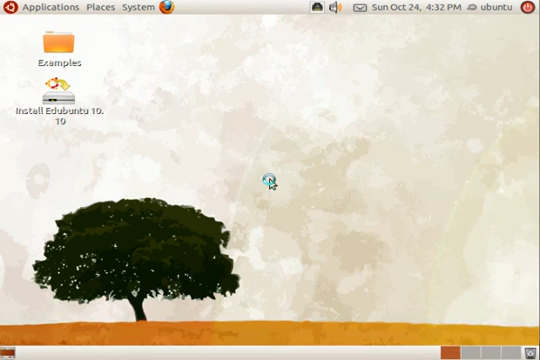 Applications Places System Sun Oct 24, 4:32 PM ubuntu
Examples
Install Edubuntu 10.
10